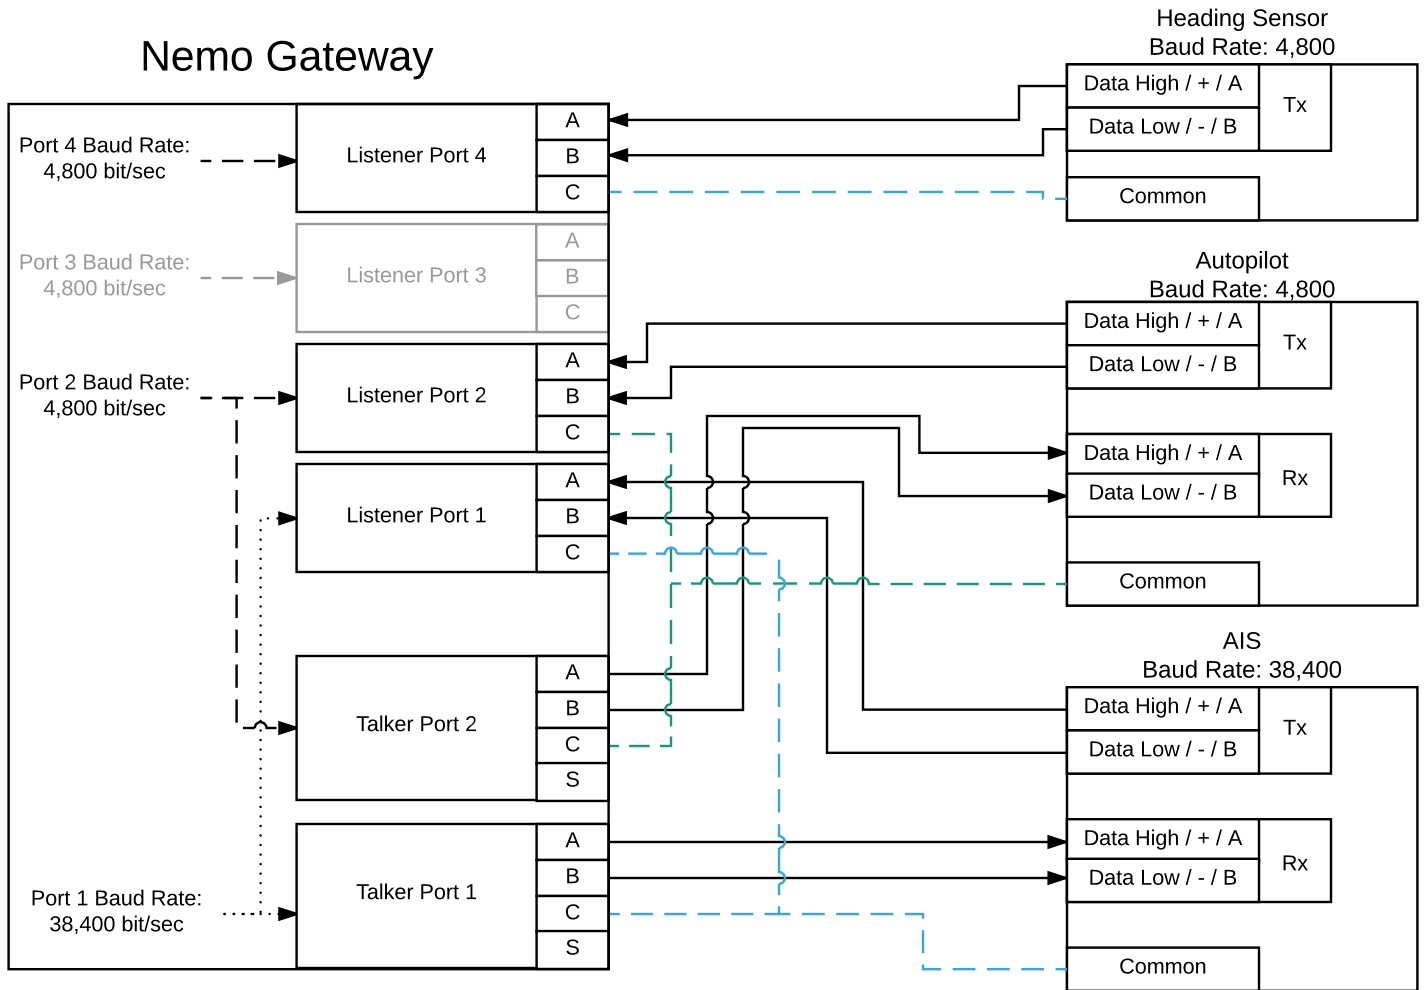 Nemo Gateway
Port 4 Baud Rate:
4,800 bit/sec
Listener Port 4
A
B
C
Port 3 Baud Rate:
4,800 bit/sec
Listener Port 3
A
B
C
Port 2 Baud Rate:
4,800 bit/sec
Listener Port 2
A
B
C
Listener Port 1
A
B
C
Talker Port 2
A
B
C
S
Port 1 Baud Rate:
38,400 bit/sec
Talker Port 1
A
B
C
S
Heading Sensor
Baud Rate: 4,800
Data High / + / A
Data Low / - / B
Tx
Common
Autopilot
Baud Rate: 4,800
Data High / + / A
Data Low / - / B
Tx
Data High / + / A
Data Low / - / B
Rx
Common
AIS
Baud Rate: 38,400
Data High / + / A
Data Low / - / B
Tx
Data High / + / A
Data Low / - / B
Rx
Common